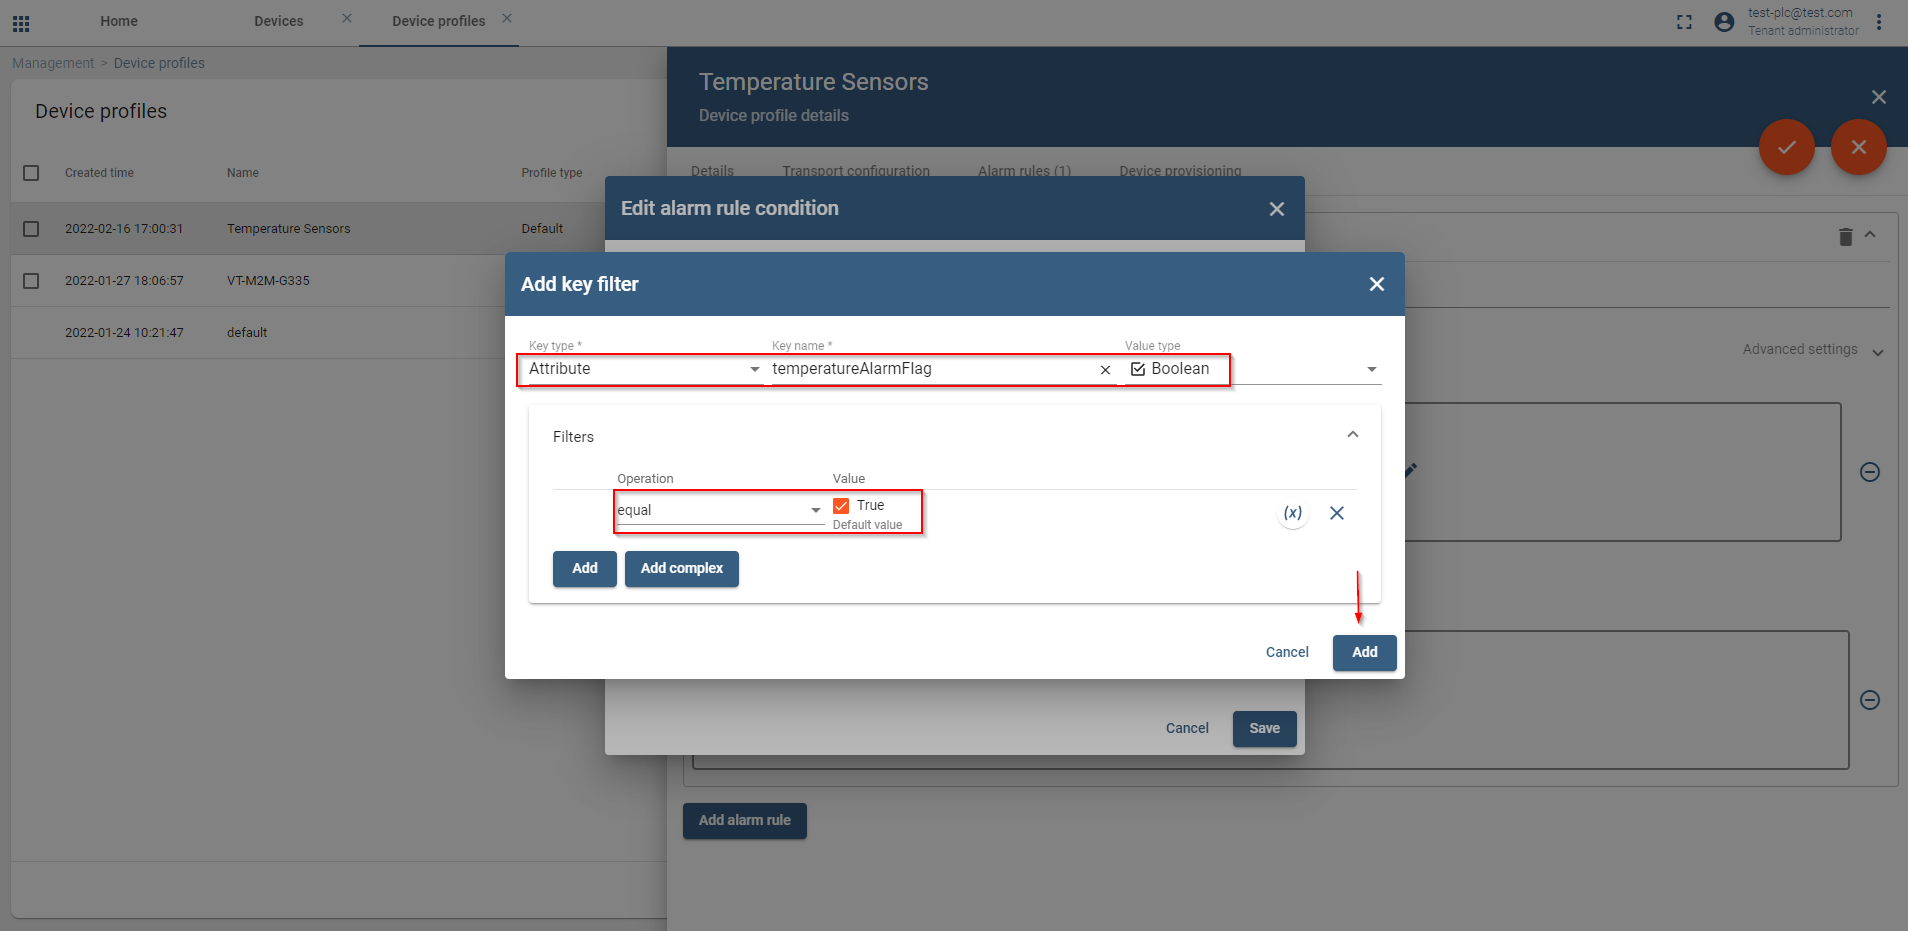 Home
Devices
Device profiles
test-plc@test.com
Tenant administrator
Management > Device profiles
Device profiles
Created time
Name
Profile type
2022-02-16 17:00:31
Temperature Sensors
Default
2022-01-27 18:06:57
VT-M2M-G335
2022-01-24 10:21:47
default
Temperature Sensors
Device profile details
Details
Transport configuration
Alarm rules (1)
Device provisioning
Advanced settings
Add alarm rule
Edit alarm rule condition
Cancel
Save
Add key filter
Key type *
Key name *
Value type
Attribute
temperatureAlarmFlag
Boolean
Filters
Operation
Value
equal
True
Default value
(x)
Add
Add complex
Cancel
Add